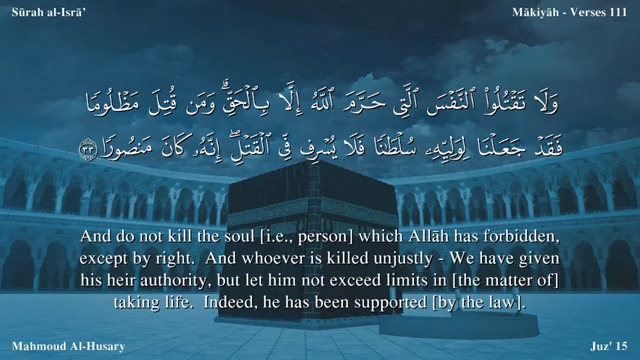 Sūrah al-Isrā’
Mākiyāh - Verses 111
وَلَا تَقْتُلُوا۟ ٱلنَّفْسَ ٱلَّتِى حَرَّمَ ٱللَّهُ إِلَّا بِٱلْحَقِّ ۗ وَمَن قُتِلَ مَظْلُومًا
فَقَدْ جَعَلْنَا لِوَلِيِّهِۦ سُلْطَـٰنًا فَلَا يُسْرِف فِّى ٱلْقَتْلِ ۖ إِنَّهُۥ كَانَ مَنصُورًا ٣٣
And do not kill the soul [i.e., person] which Allāh has forbidden,
except by right.  And whoever is killed unjustly - We have given
his heir authority, but let him not exceed limits in [the matter of]
taking life.  Indeed, he has been supported [by the law].
Mahmoud Al-Husary
Juz' 15